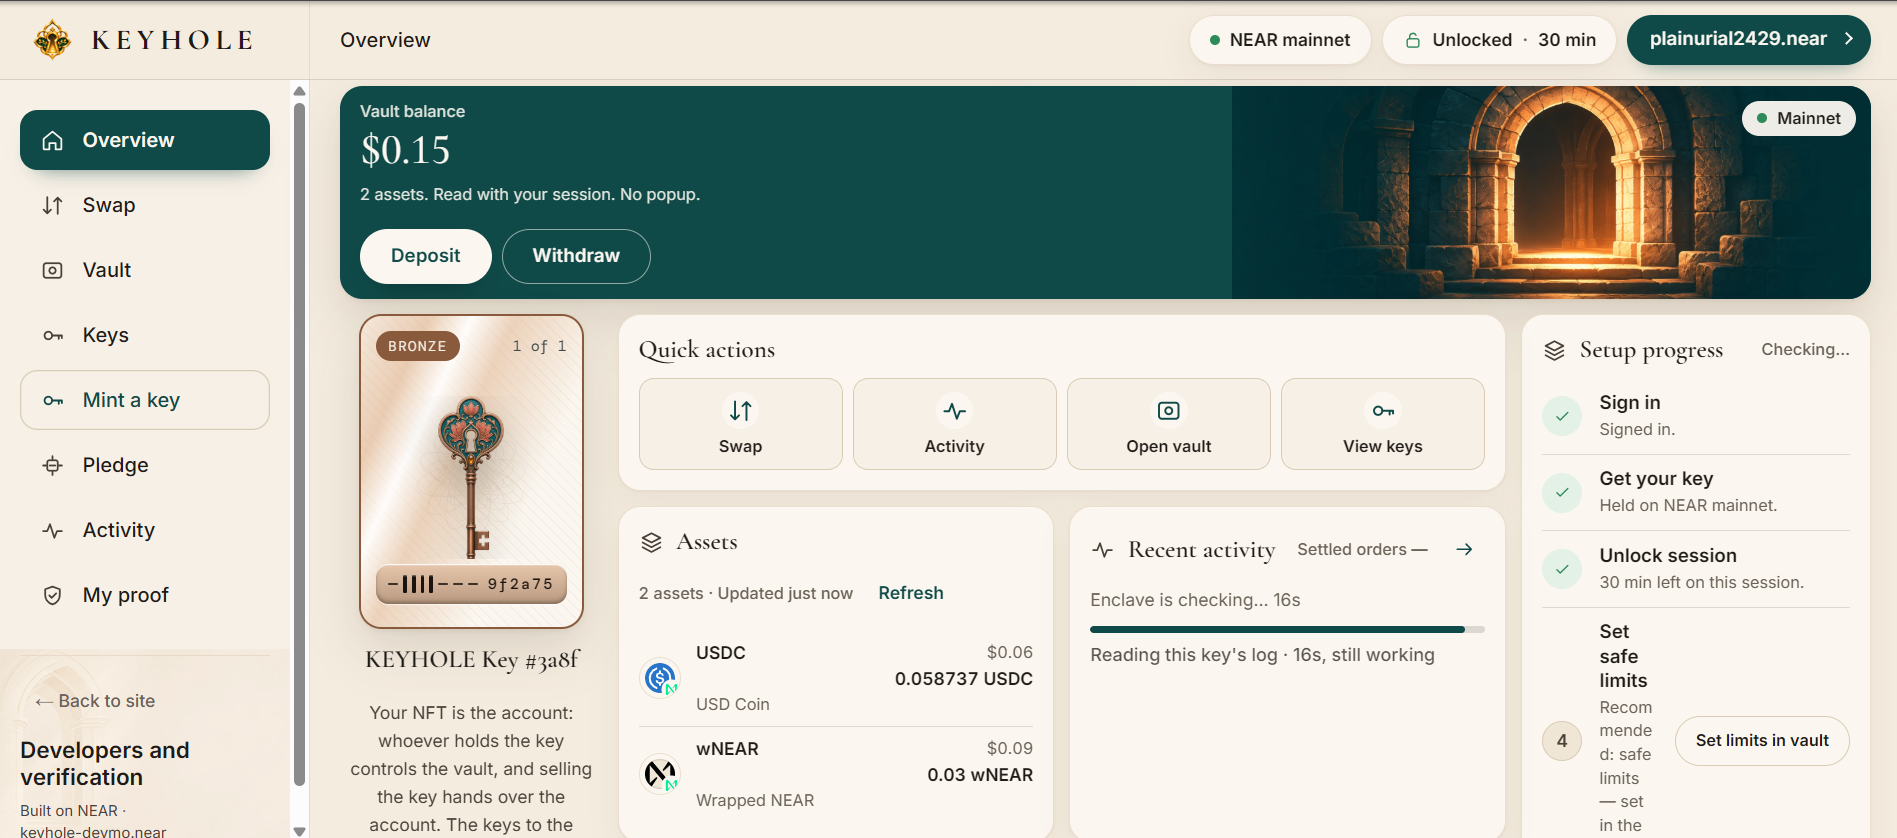 KEYHOLE
Overview
NEAR mainnet
Unlocked · 30 min
plainurial2429.near
Overview
Swap
Vault
Keys
Mint a key
Pledge
Activity
My proof
← Back to site
Developers and
verification
Built on NEAR ·
keyhole-devmo.near
Vault balance
$0.15
2 assets. Read with your session. No popup.
Deposit
Withdraw
Mainnet
BRONZE
1 of 1
9f2a75
KEYHOLE Key #3a8f
Your NFT is the account:
whoever holds the key
controls the vault, and selling
the key hands over the
account. The keys to the
Quick actions
Swap
Activity
Open vault
View keys
Assets
2 assets · Updated just now
Refresh
USDC
$0.06
0.058737 USDC
USD Coin
wNEAR
$0.09
0.03 wNEAR
Wrapped NEAR
Recent activity
Settled orders —
Enclave is checking... 16s
Reading this key's log · 16s, still working
Setup progress
Checking...
Sign in
Signed in.
Get your key
Held on NEAR mainnet.
Unlock session
30 min left on this session.
4
Set
safe
limits
Recom
mende
d: safe
limits
— set
in the
Set limits in vault